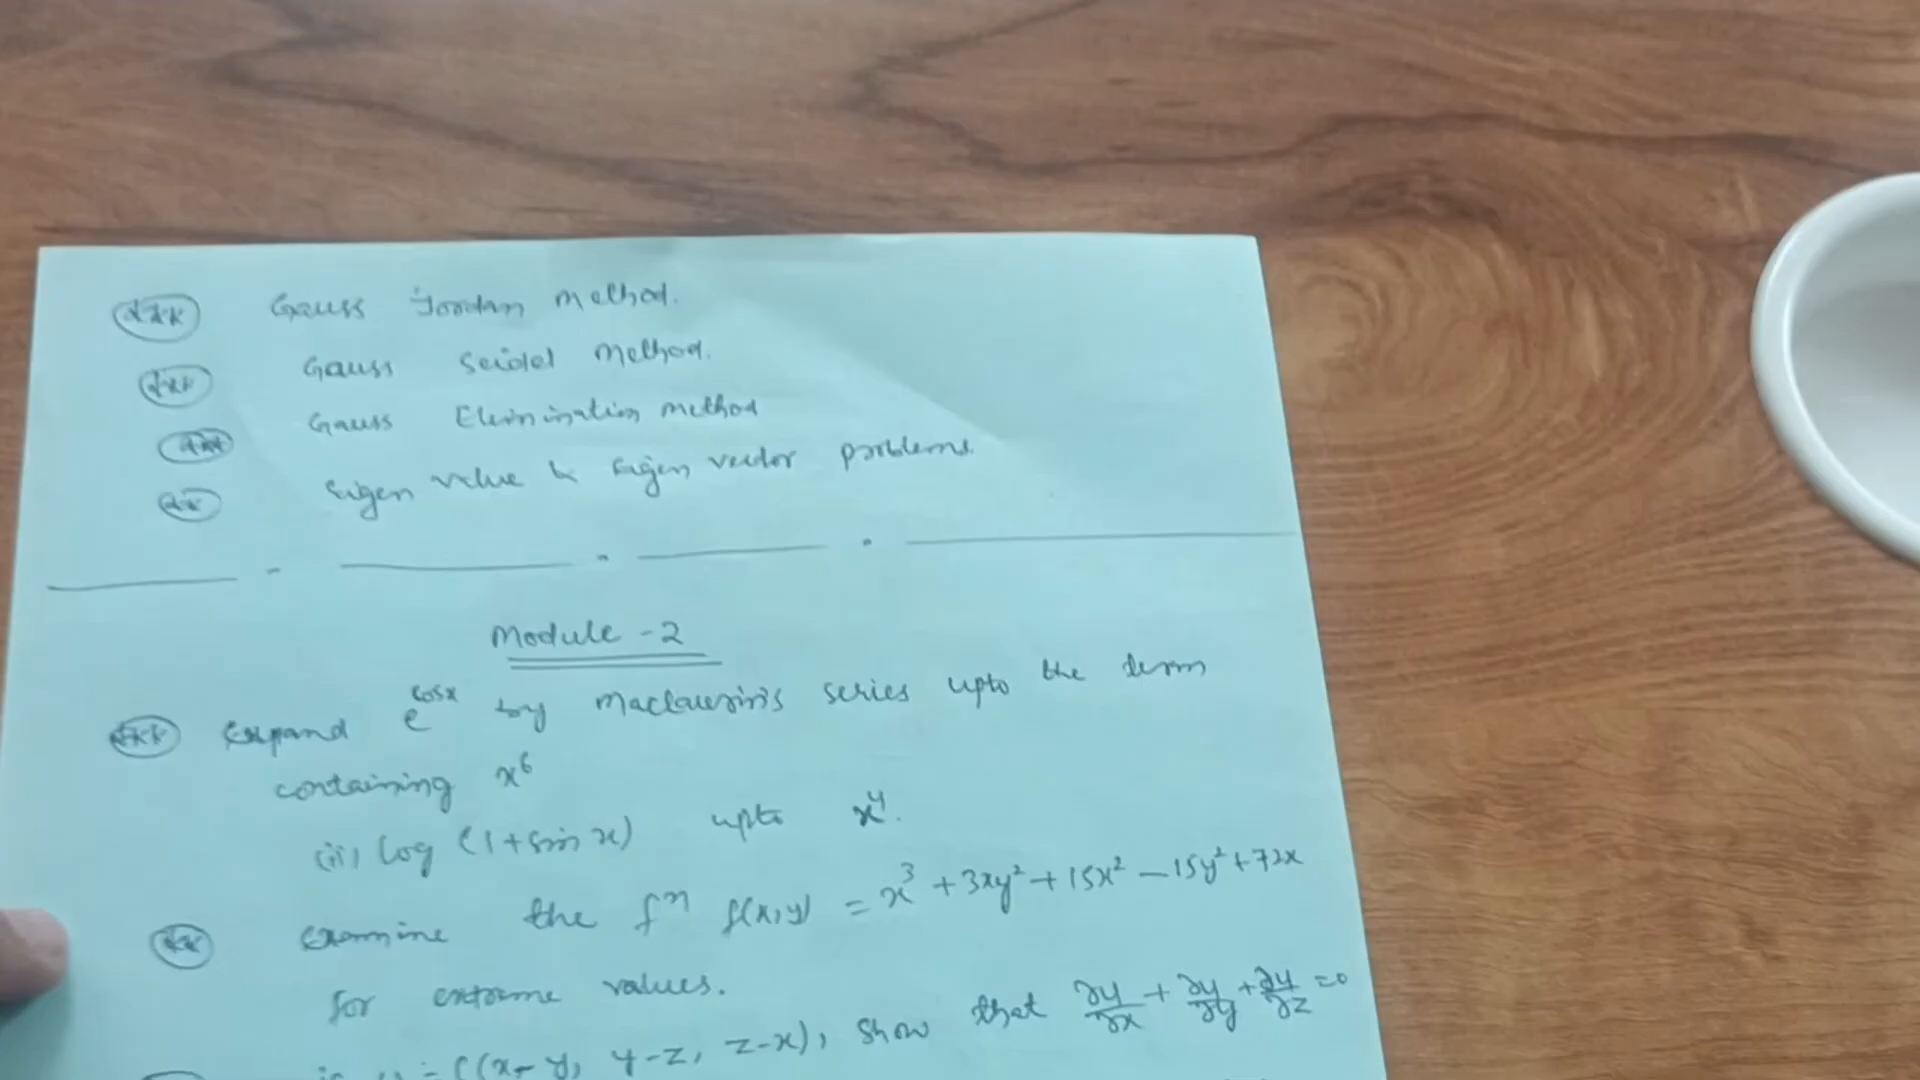 *** Gauss Jordan Method.
*** Gauss Seidel Method.
*** Gauss Elimination method
** Eigen value & Eigen vector problems.
Module - 2
*** Expand e^cosx by Maclaurin's series upto the term
containing x^6
(ii) log (1+sin x) upto x^4.
** examine the f^n f(x,y) = x^3 + 3xy^2 + 15x^2 - 15y^2 + 72x
for extreme values.
if u = f(x-y, y-z, z-x), show that ∂u/∂x + ∂u/∂y + ∂u/∂z = 0